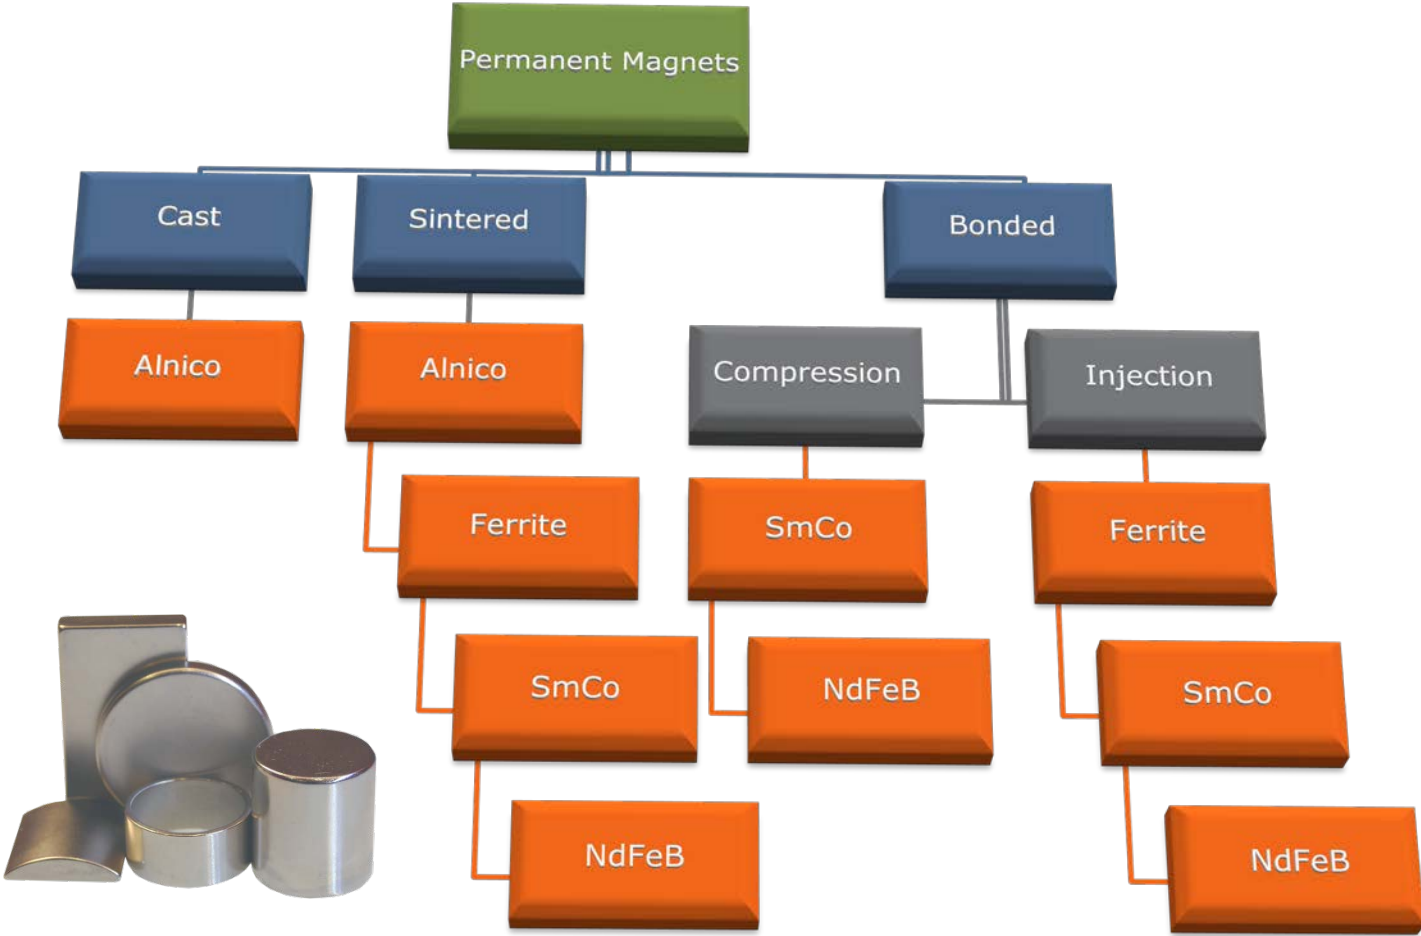 Permanent Magnets
Cast
Sintered
Bonded
Alnico
Alnico
Compression
Injection
Ferrite
SmCo
Ferrite
SmCo
NdFeB
SmCo
NdFeB
NdFeB